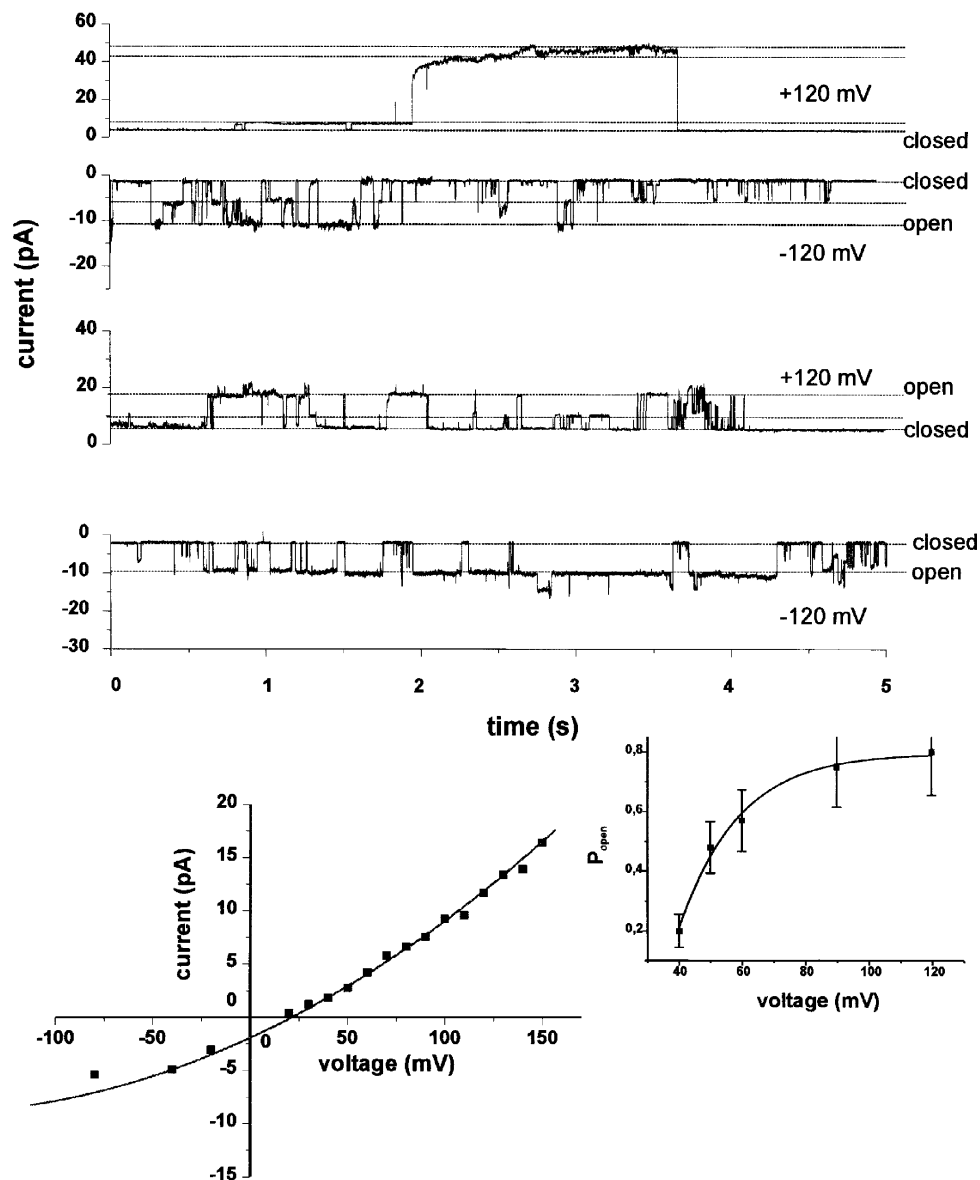 60
40
20
0
+120 mV
closed
0
-10
-20
closed
open
-120 mV
current (pA)
40
20
0
+120 mV
open
closed
0
-10
-20
-30
closed
open
-120 mV
0 1 2 3 4 5
time (s)
20
15
10
5
0
-5
-10
-15
current (pA)
-100 -50 0 50 100 150
voltage (mV)
0,8
0,6
0,4
0,2
Popen
40 60 80 100 120
voltage (mV)